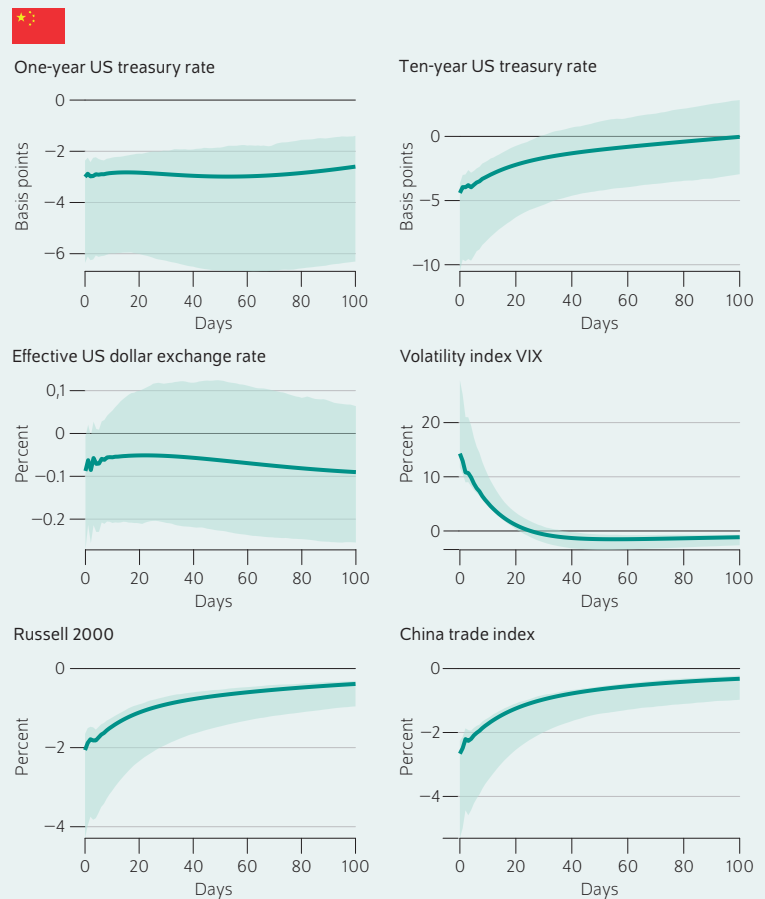 One-year US treasury rate
0
−2
−4
−6
Basis points
0 20 40 60 80 100
Days
Ten-year US treasury rate
0
−5
−10
Basis points
0 20 40 60 80 100
Days
Effective US dollar exchange rate
0,1
0
−0.1
−0.2
Percent
0 20 40 60 80 100
Days
Volatility index VIX
20
10
0
Percent
0 20 40 60 80 100
Days
Russell 2000
0
−2
−4
Percent
0 20 40 60 80 100
Days
China trade index
0
−2
−4
Percent
0 20 40 60 80 100
Days